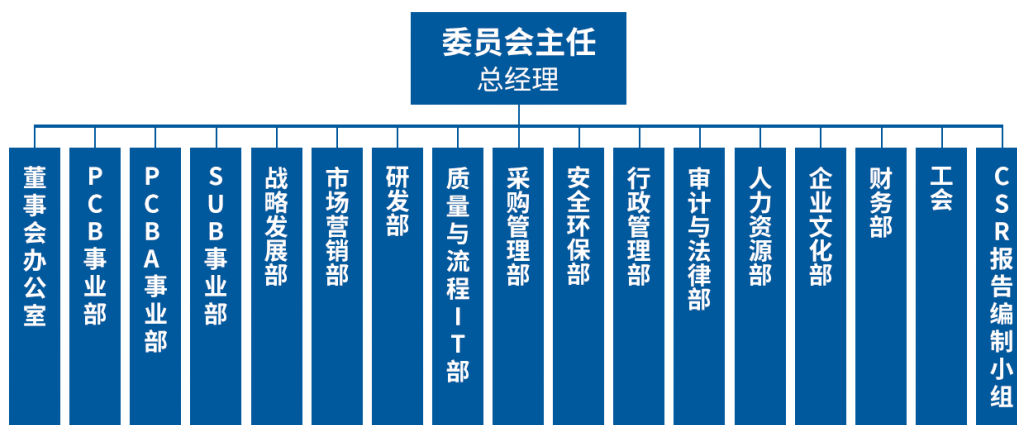 委员会主任
总经理
董事会办公室
PCB事业部
PCBA事业部
SUB事业部
战略发展部
市场营销部
研发部
质量与流程IT部
采购管理部
安全环保部
行政管理部
审计与法律部
人力资源部
企业文化部
财务部
工会
CSR报告编制小组